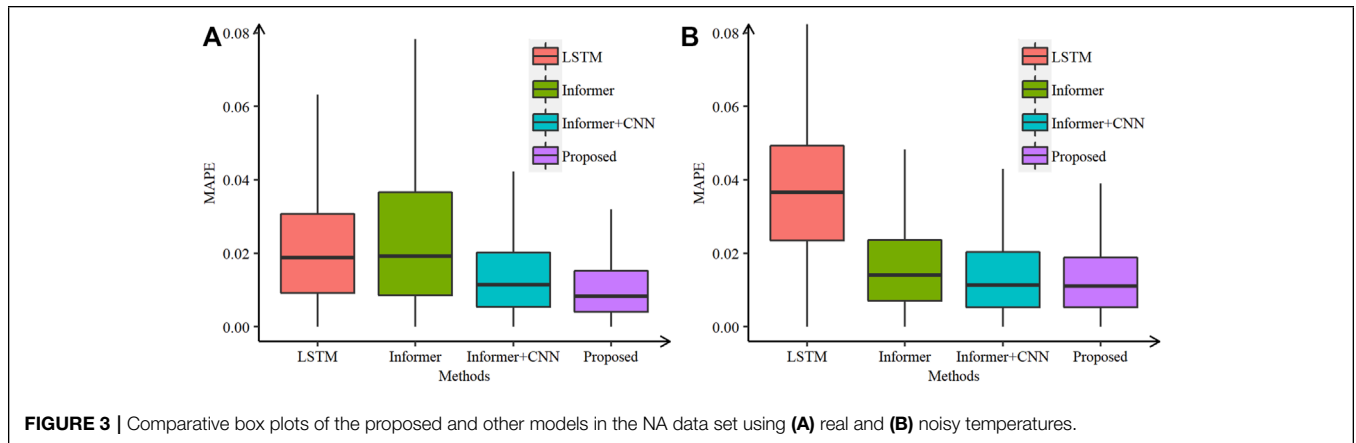 A
0.08
0.06
0.04
0.02
0.00
MAPE
LSTM
Informer
Informer+CNN
Proposed
LSTM
Informer
Informer+CNN
Proposed
Methods
B
0.08
0.06
0.04
0.02
0.00
MAPE
LSTM
Informer
Informer+CNN
Proposed
LSTM
Informer
Informer+CNN
Proposed
Methods
FIGURE 3 | Comparative box plots of the proposed and other models in the NA data set using (A) real and (B) noisy temperatures.